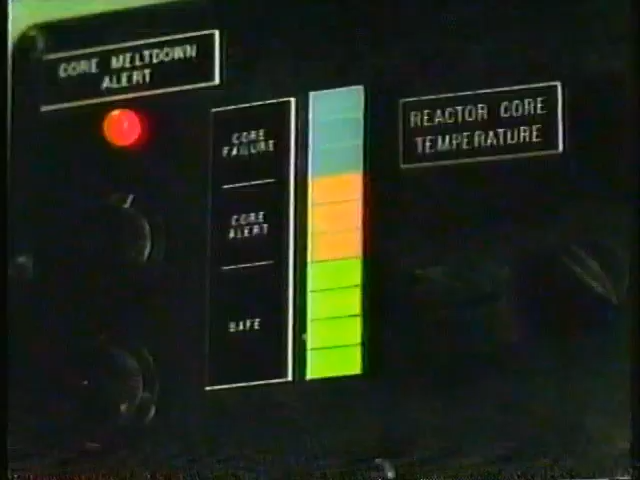 CORE MELTDOWN
ALERT
CORE
FAILURE
CORE
ALERT
SAFE
REACTOR CORE
TEMPERATURE